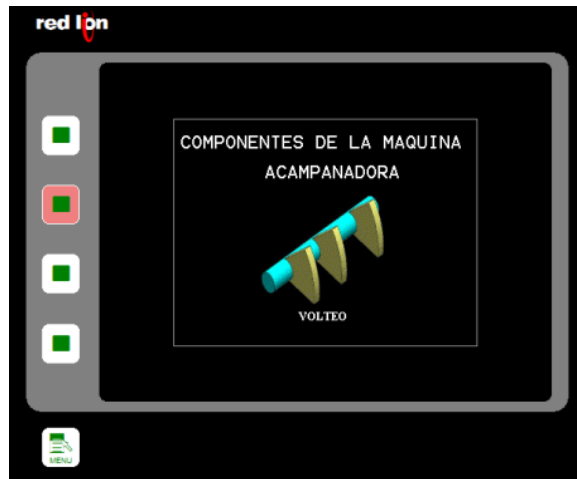 red lion
COMPONENTES DE LA MAQUINA
ACAMPANADORA
VOLTEO
MENU